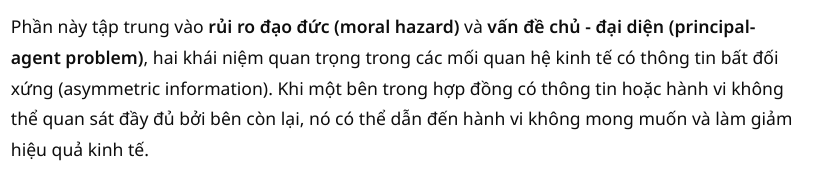 Phần này tập trung vào rủi ro đạo đức (moral hazard) và vấn đề chủ - đại diện (principal-
agent problem), hai khái niệm quan trọng trong các mối quan hệ kinh tế có thông tin bất đối
xứng (asymmetric information). Khi một bên trong hợp đồng có thông tin hoặc hành vi không
thể quan sát đầy đủ bởi bên còn lại, nó có thể dẫn đến hành vi không mong muốn và làm giảm
hiệu quả kinh tế.